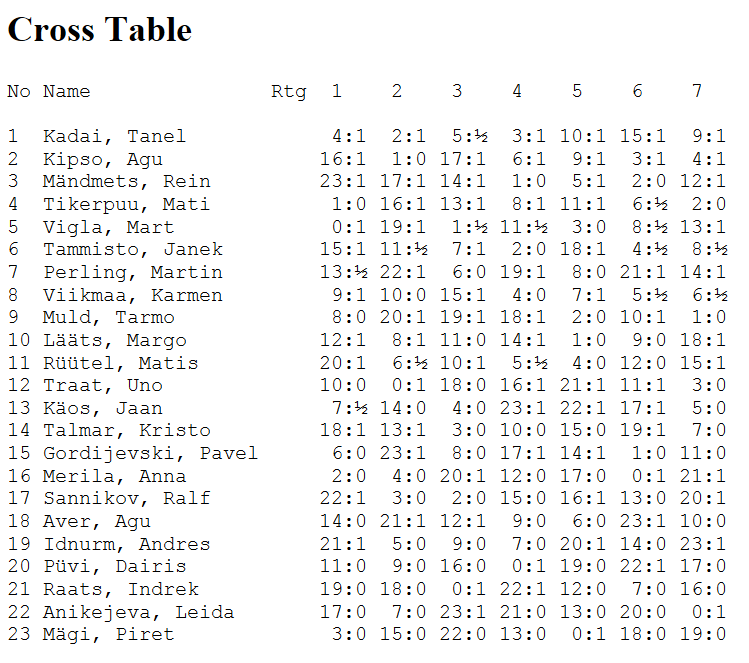 Cross Table
No Name Rtg 1 2 3 4 5 6 7
1 Kadai, Tanel 4:1 2:1 5:½ 3:1 10:1 15:1 9:1
2 Kipso, Agu 16:1 1:0 17:1 6:1 9:1 3:1 4:1
3 Mändmets, Rein 23:1 17:1 14:1 1:0 5:1 2:0 12:1
4 Tikerpuu, Mati 1:0 16:1 13:1 8:1 11:1 6:½ 2:0
5 Vigla, Mart 0:1 19:1 1:½ 11:½ 3:0 8:½ 13:1
6 Tammisto, Janek 15:1 11:½ 7:1 2:0 18:1 4:½ 8:½
7 Perling, Martin 13:½ 22:1 6:0 19:1 8:0 21:1 14:1
8 Viikmaa, Karmen 9:1 10:0 15:1 4:0 7:1 5:½ 6:½
9 Muld, Tarmo 8:0 20:1 19:1 18:1 2:0 10:1 1:0
10 Lääts, Margo 12:1 8:1 11:0 14:1 1:0 9:0 18:1
11 Rüütel, Matis 20:1 6:½ 10:1 5:½ 4:0 12:0 15:1
12 Traat, Uno 10:0 0:1 18:0 16:1 21:1 11:1 3:0
13 Käos, Jaan 7:½ 14:0 4:0 23:1 22:1 17:1 5:0
14 Talmar, Kristo 18:1 13:1 3:0 10:0 15:0 19:1 7:0
15 Gordijevski, Pavel 6:0 23:1 8:0 17:1 14:1 1:0 11:0
16 Merila, Anna 2:0 4:0 20:1 12:0 17:0 0:1 21:1
17 Sannikov, Ralf 22:1 3:0 2:0 15:0 16:1 13:0 20:1
18 Aver, Agu 14:0 21:1 12:1 9:0 6:0 23:1 10:0
19 Idnurm, Andres 21:1 5:0 9:0 7:0 20:1 14:0 23:1
20 Püvi, Dairis 11:0 9:0 16:0 0:1 19:0 22:1 17:0
21 Raats, Indrek 19:0 18:0 0:1 22:1 12:0 7:0 16:0
22 Anikejeva, Leida 17:0 7:0 23:1 21:0 13:0 20:0 0:1
23 Mägi, Piret 3:0 15:0 22:0 13:0 0:1 18:0 19:0